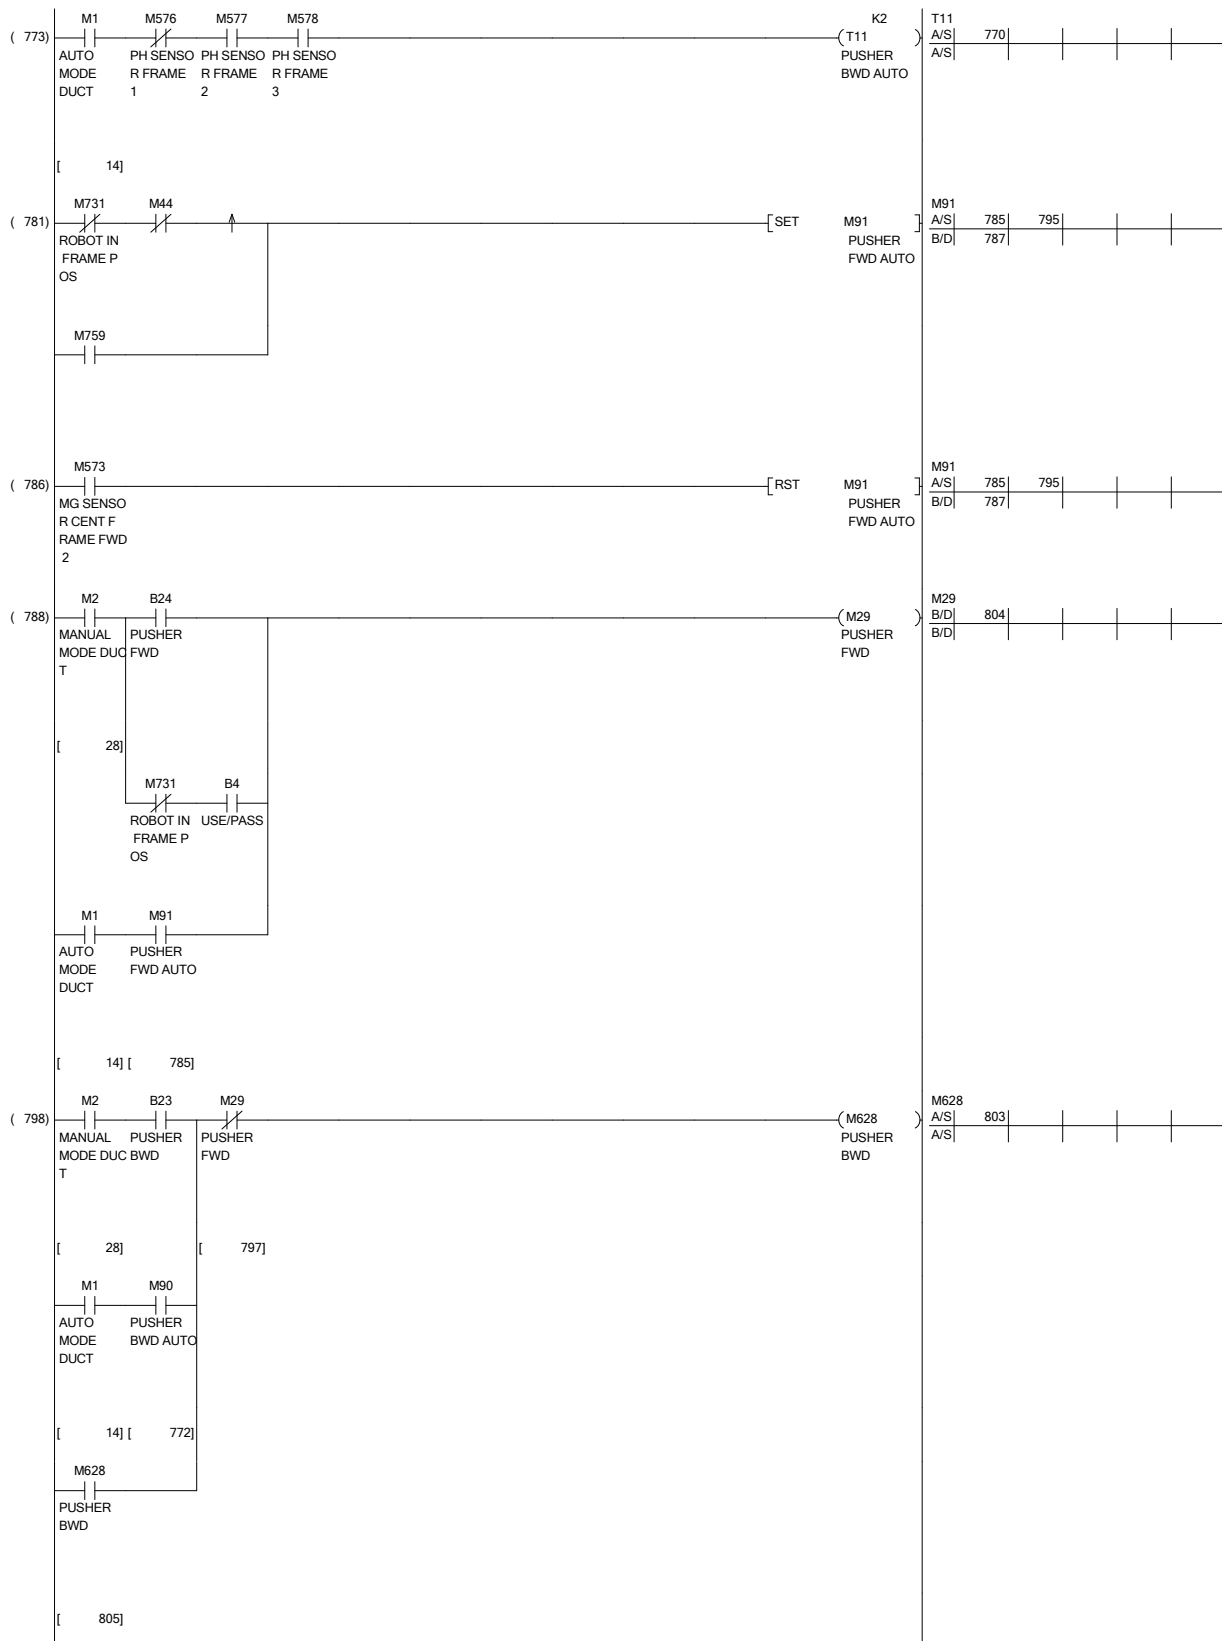 M1 M576 M577 M578 K2 T11
( 773) (T11 ) A/S 770
AUTO PH SENSO PH SENSO PH SENSO PUSHER A/S
MODE R FRAME R FRAME R FRAME BWD AUTO
DUCT 1 2 3
[ 14]
M731 M44 M91
( 781) [SET M91 ] A/S 785 795
ROBOT IN PUSHER B/D 787
FRAME P FWD AUTO
OS
M759
M573 M91
( 786) [RST M91 ] A/S 785 795
MG SENSO PUSHER B/D 787
R CENT F FWD AUTO
RAME FWD
2
M2 B24 M29
( 788) (M29 ) B/D 804
MANUAL PUSHER PUSHER B/D
MODE DUC FWD FWD
T
[ 28]
M731 B4
ROBOT IN USE/PASS
FRAME P
OS
M1 M91
AUTO PUSHER
MODE FWD AUTO
DUCT
[ 14] [ 785]
M2 B23 M29 M628
( 798) (M628 ) A/S 803
MANUAL PUSHER PUSHER PUSHER A/S
MODE DUC BWD FWD BWD
T
[ 28] [ 797]
M1 M90
AUTO PUSHER
MODE BWD AUTO
DUCT
[ 14] [ 772]
M628
PUSHER
BWD
[ 805]